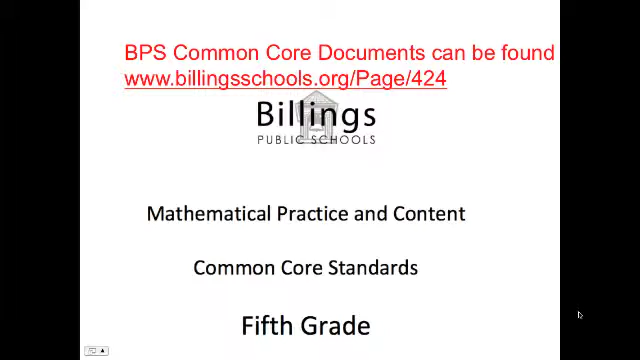 BPS Common Core Documents can be found
www.billingsschools.org/Page/424
Billings
PUBLIC SCHOOLS
Mathematical Practice and Content
Common Core Standards
Fifth Grade